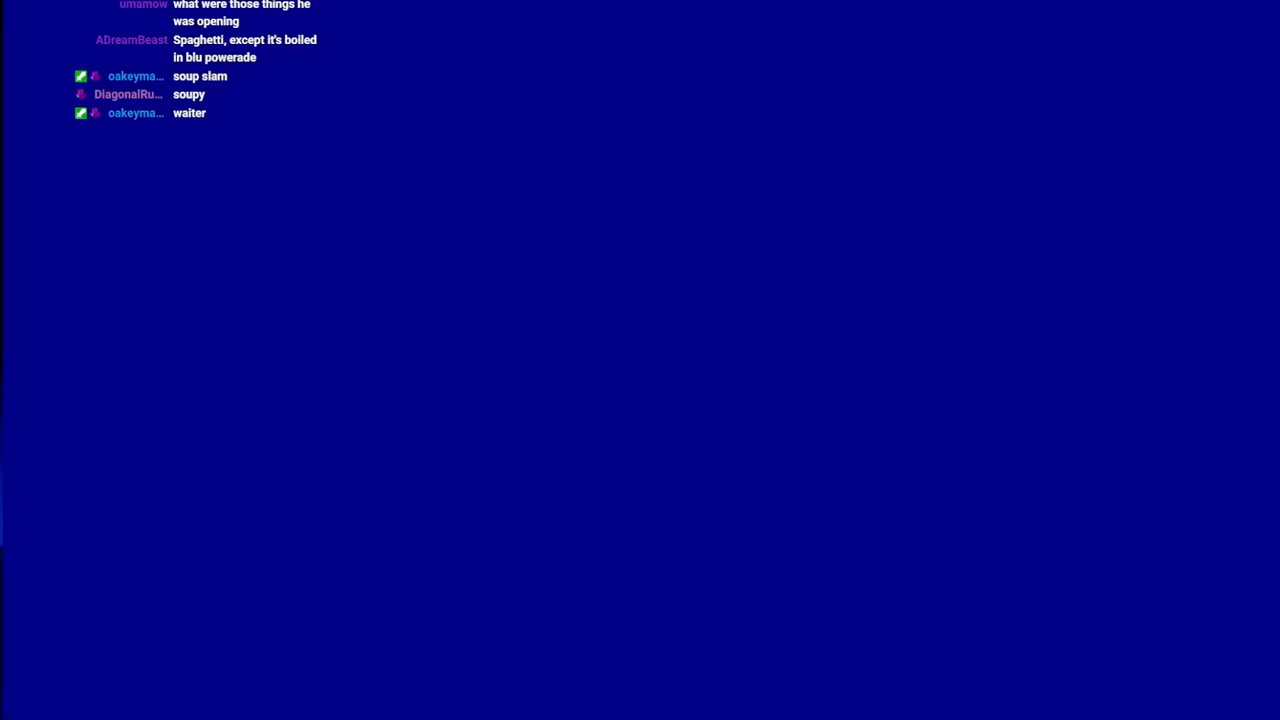 umamow what were those things he
was opening
ADreamBeast Spaghetti, except it's boiled
in blu powerade
oakeyma… soup slam
DiagonalRu… soupy
oakeyma… waiter